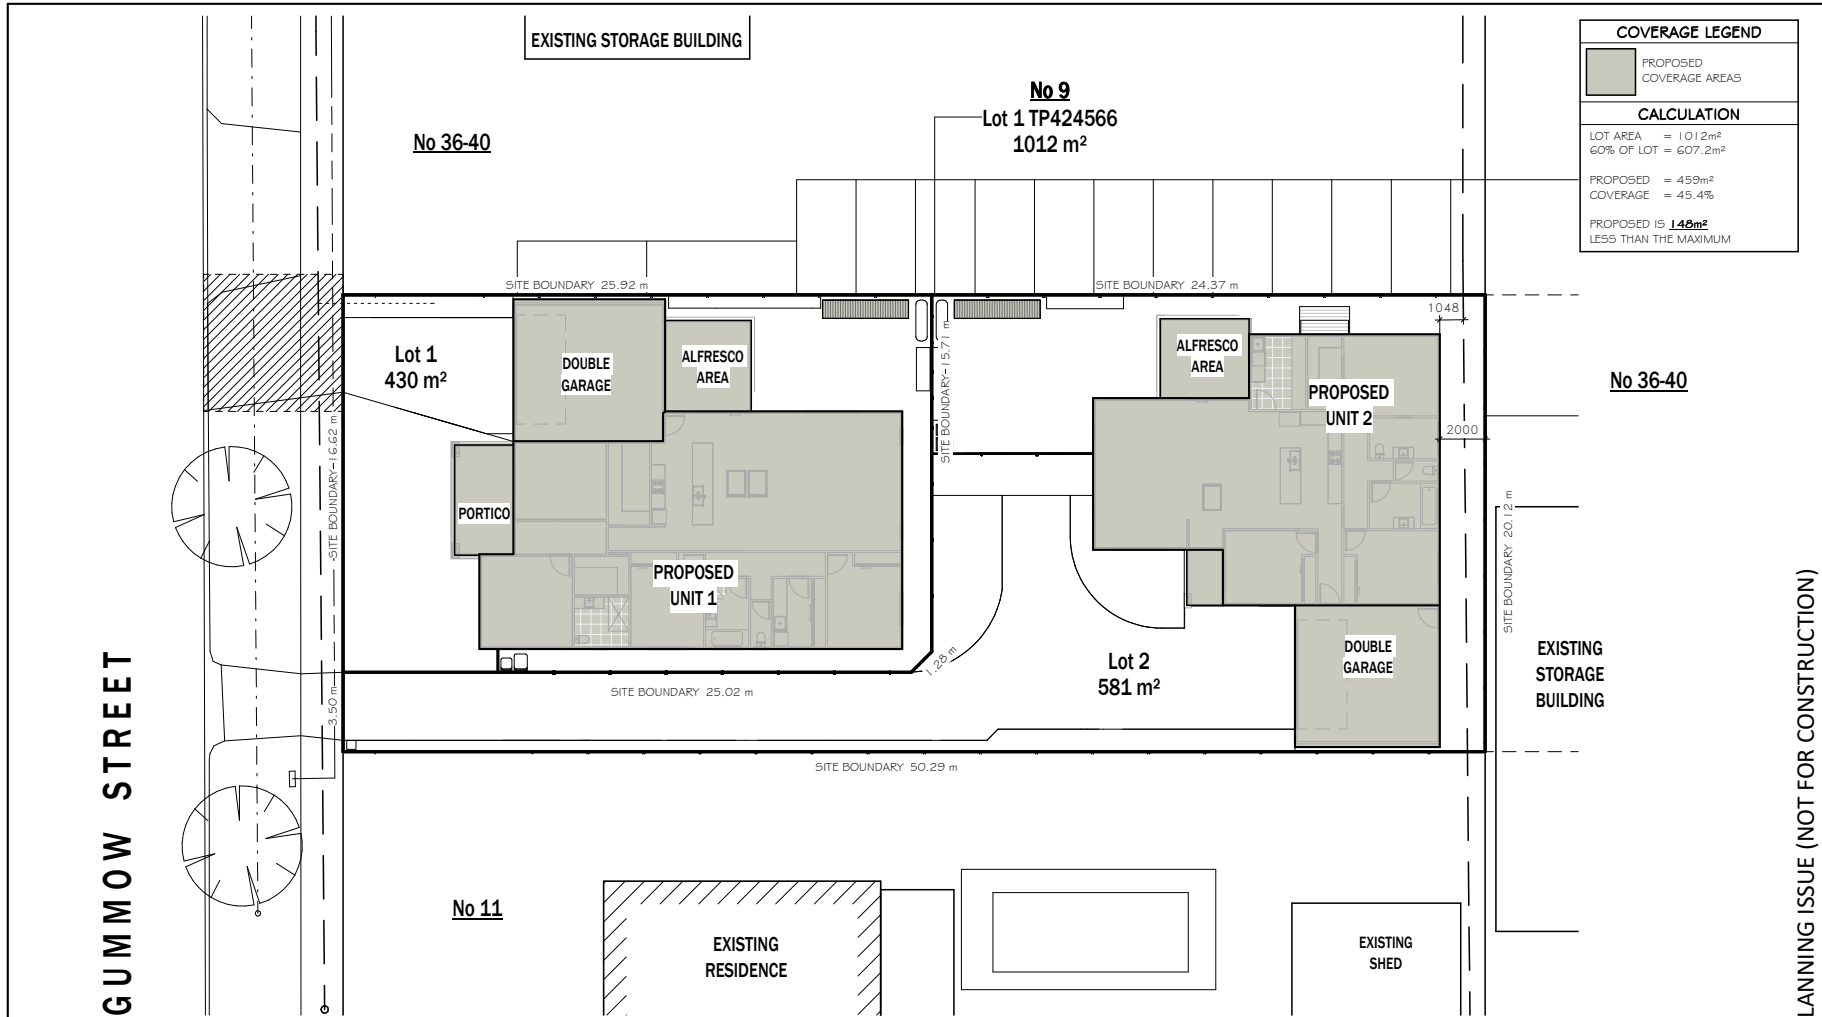 EXISTING STORAGE BUILDING
No 9
Lot 1 TP424566
1012 m²
No 36-40
COVERAGE LEGEND
PROPOSED
COVERAGE AREAS
CALCULATION
LOT AREA = 1012m²
60% OF LOT = 607.2m²
PROPOSED = 459m²
COVERAGE = 45.4%
PROPOSED IS 148m²
LESS THAN THE MAXIMUM
SITE BOUNDARY 25.92 m
SITE BOUNDARY 24.37 m
1048
Lot 1
430 m²
DOUBLE
GARAGE
ALFRESCO
AREA
SITE BOUNDARY 15.71 m
ALFRESCO
AREA
PROPOSED
UNIT 2
No 36-40
2000
SITE BOUNDARY 16.62 m
PORTICO
PROPOSED
UNIT 1
SITE BOUNDARY 20.12 m
1.28 m
Lot 2
581 m²
DOUBLE
GARAGE
EXISTING
STORAGE
BUILDING
SITE BOUNDARY 25.02 m
3.50 m
SITE BOUNDARY 50.29 m
GUMMOW STREET
No 11
EXISTING
RESIDENCE
EXISTING
SHED
LANNING ISSUE (NOT FOR CONSTRUCTION)